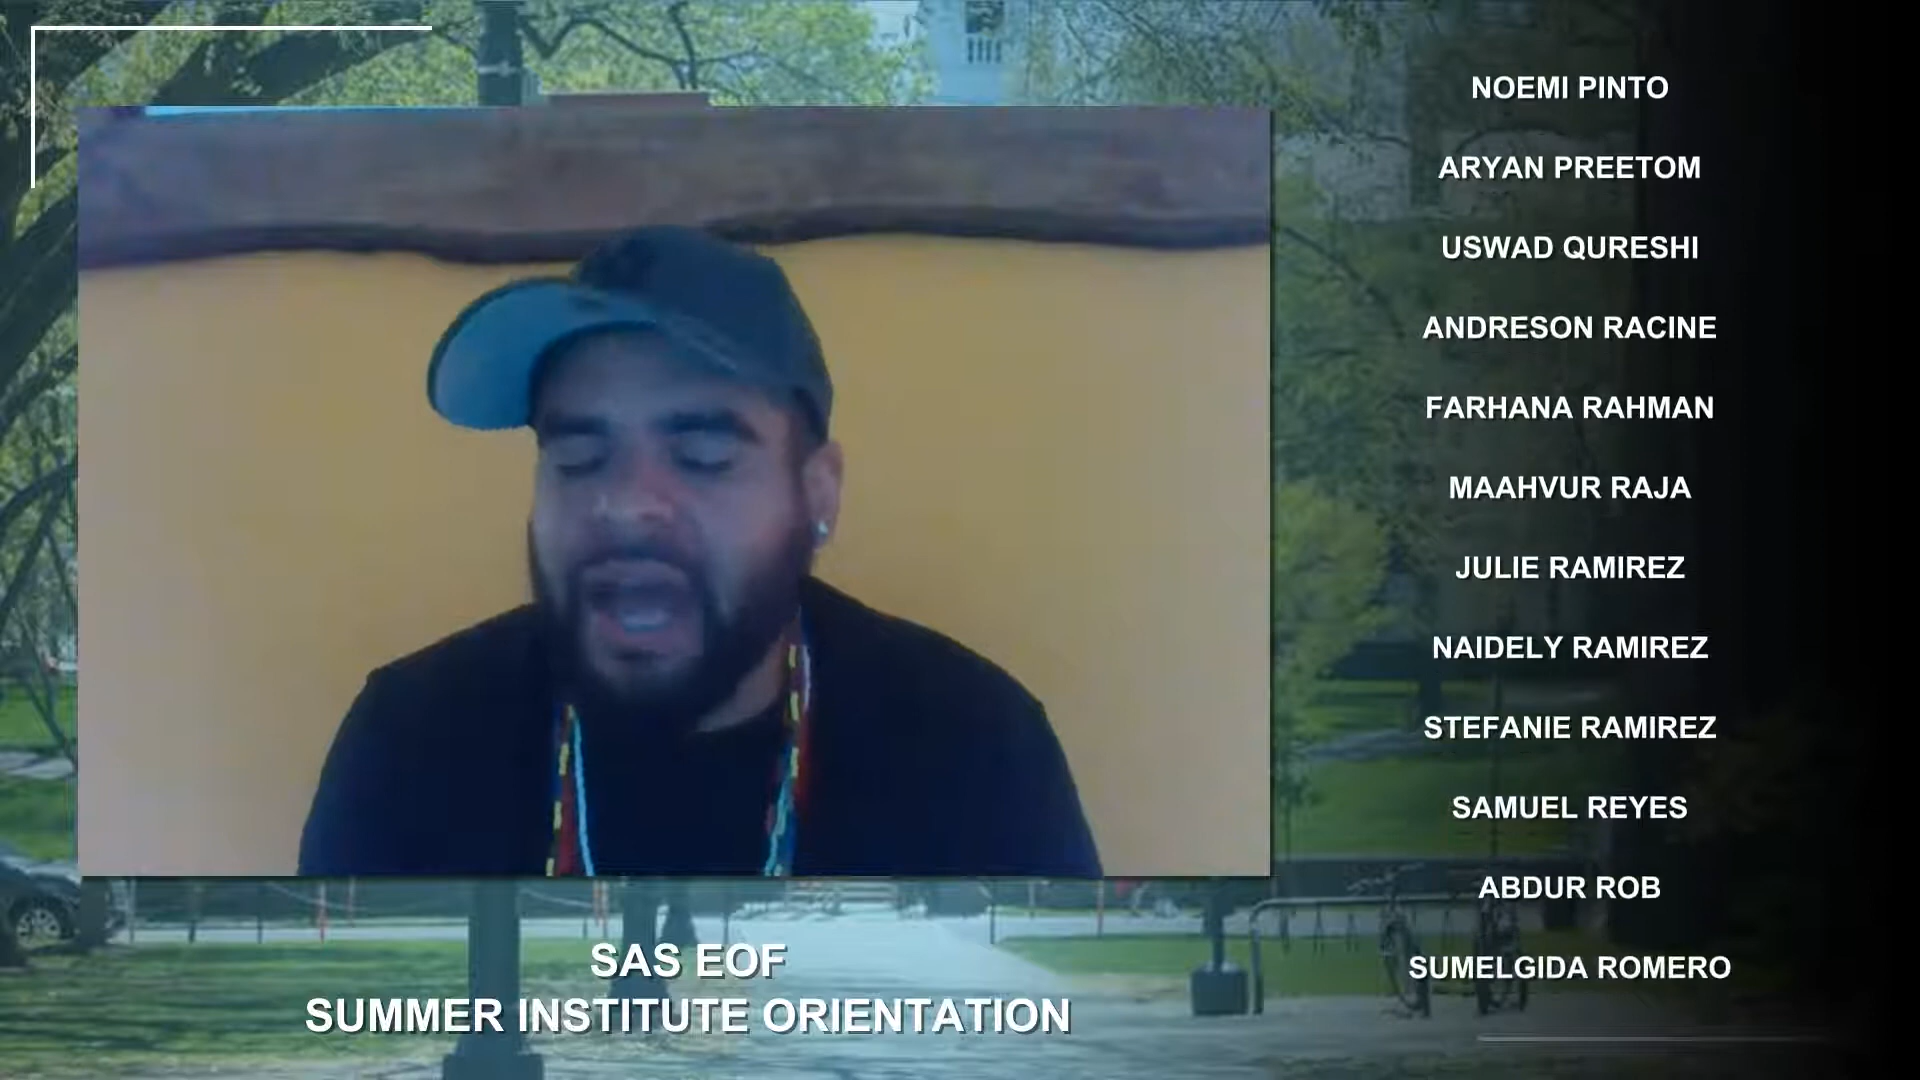 NOEMI PINTO
ARYAN PREETOM
USWAD QURESHI
ANDRESON RACINE
FARHANA RAHMAN
MAAHVUR RAJA
JULIE RAMIREZ
NAIDELY RAMIREZ
STEFANIE RAMIREZ
SAMUEL REYES
ABDUR ROB
SUMELGIDA ROMERO
SAS EOF
SUMMER INSTITUTE ORIENTATION